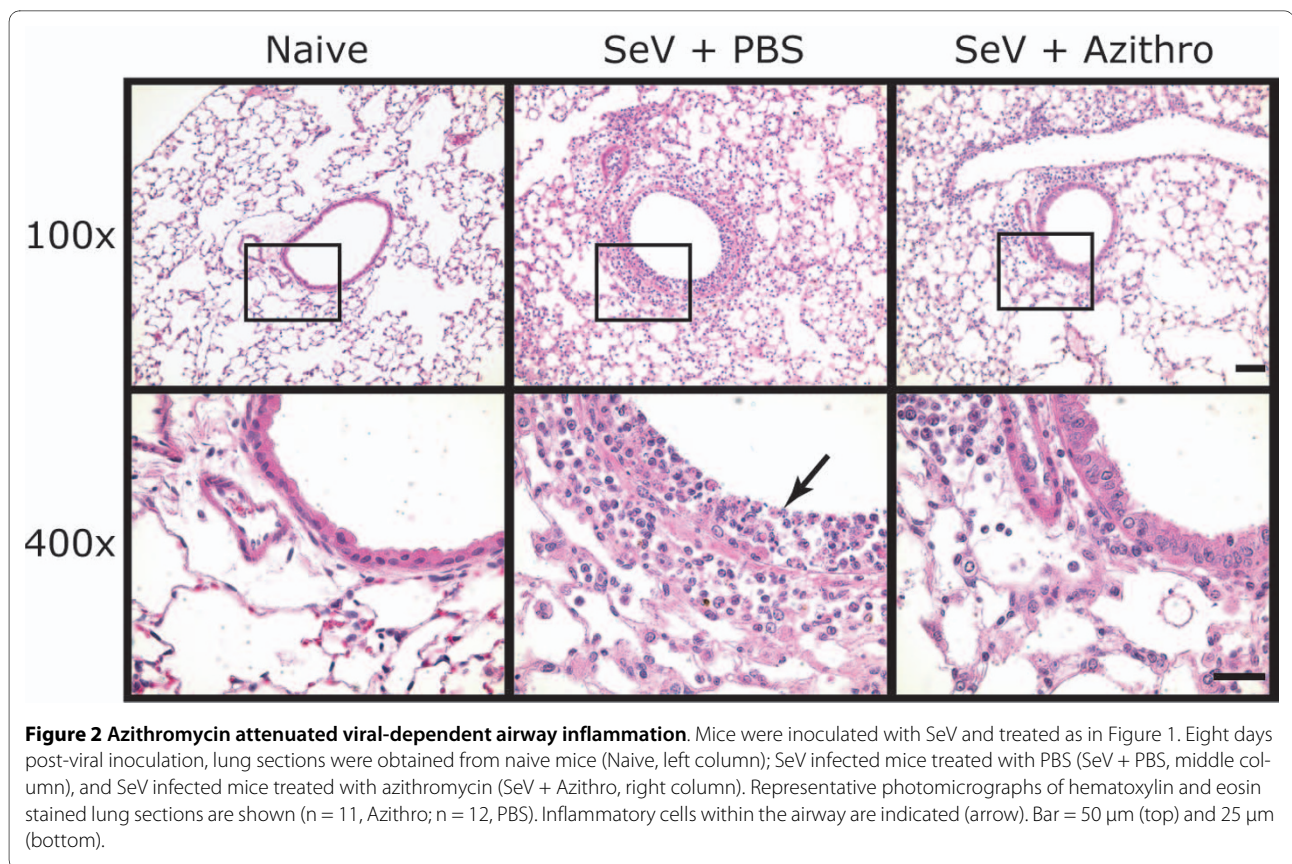 Naive SeV + PBS SeV + Azithro
100x
400x
Figure 2 Azithromycin attenuated viral-dependent airway inflammation. Mice were inoculated with SeV and treated as in Figure 1. Eight days
post-viral inoculation, lung sections were obtained from naive mice (Naive, left column); SeV infected mice treated with PBS (SeV + PBS, middle col-
umn), and SeV infected mice treated with azithromycin (SeV + Azithro, right column). Representative photomicrographs of hematoxylin and eosin
stained lung sections are shown (n = 11, Azithro; n = 12, PBS). Inflammatory cells within the airway are indicated (arrow). Bar = 50 μm (top) and 25 μm
(bottom).